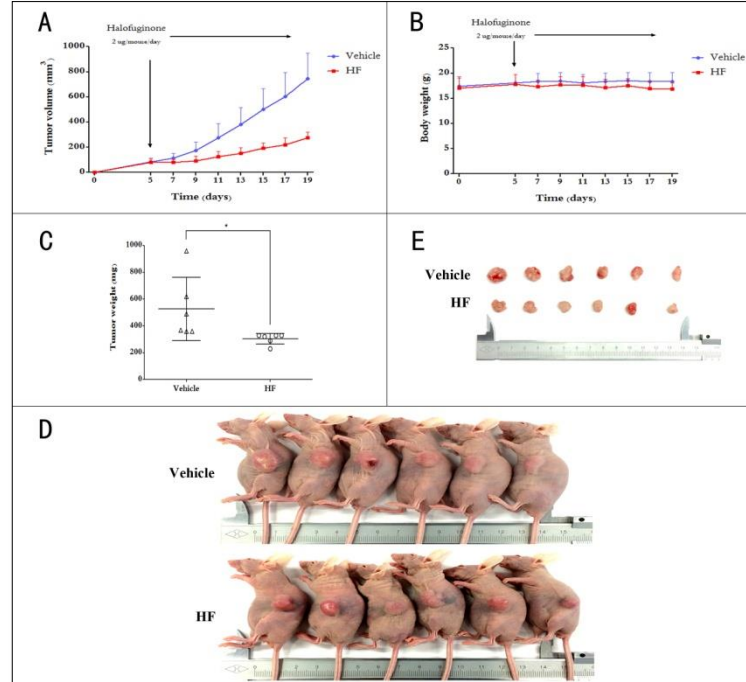 A
Halofuginone
2 ug/mouse/day
Vehicle
HF
Tumor volume (mm³)
1000
800
600
400
200
0
0 5 7 9 11 13 15 17 19
Time (days)
B
Halofuginone
2 ug/mouse/day
Vehicle
HF
Body weight (g)
25
20
15
10
5
0
0 5 7 9 11 13 15 17 19
Time (days)
C
*
Tumor weight (mg)
1000
800
600
400
200
0
Vehicle HF
E
Vehicle
HF
D
Vehicle
HF